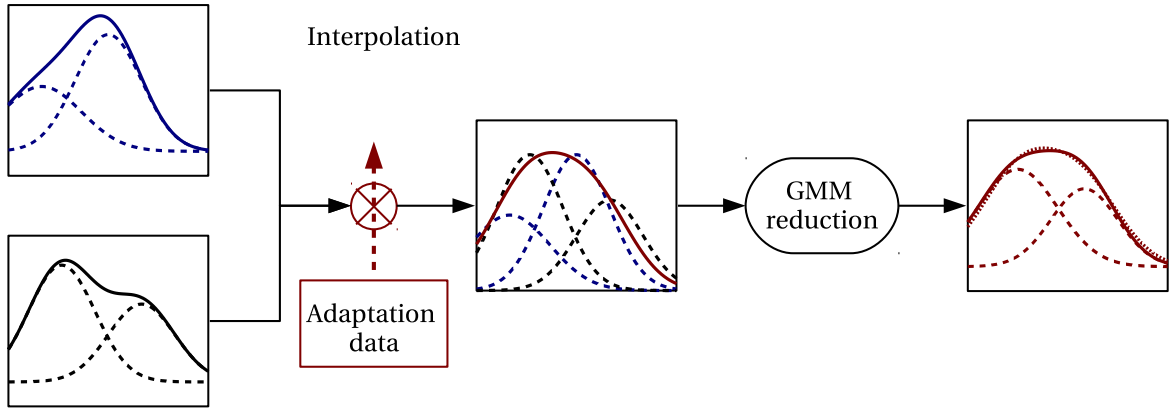 Interpolation
GMM
reduction
Adaptation
data